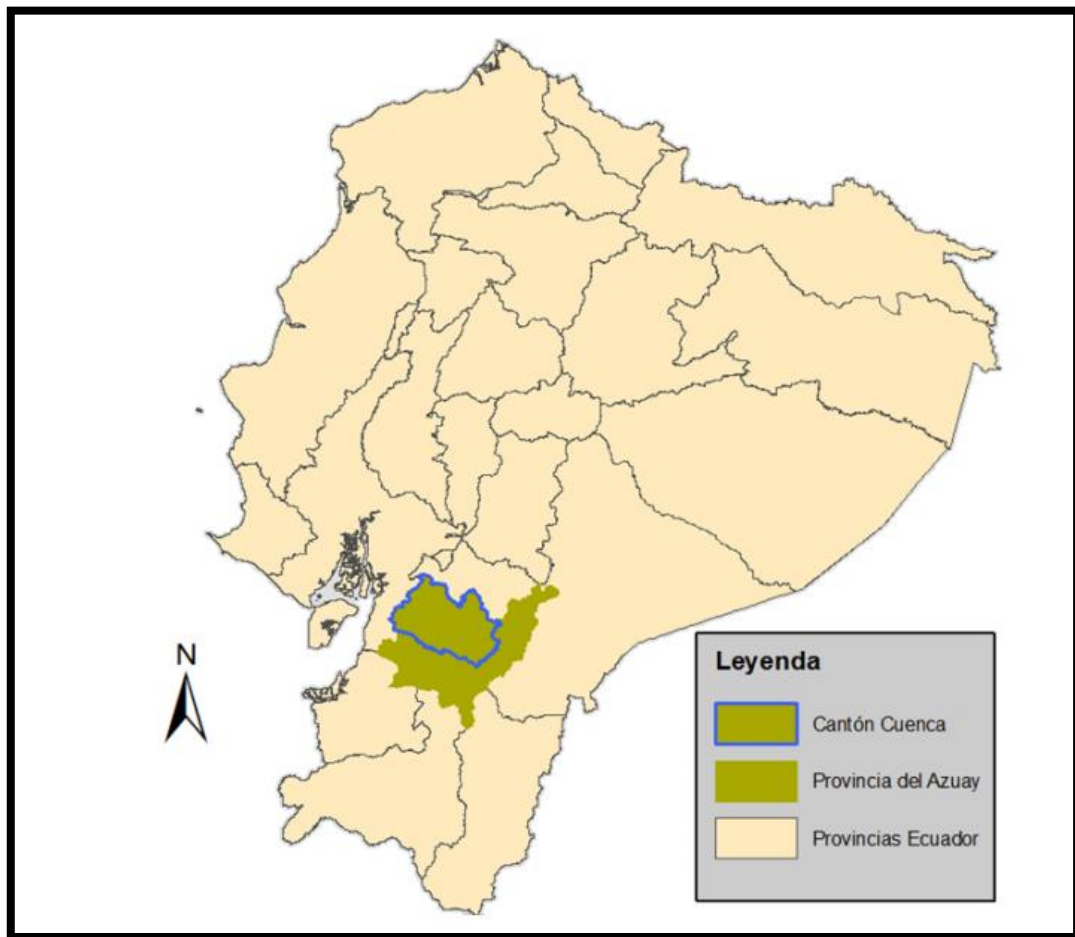 N
Leyenda
Cantón Cuenca
Provincia del Azuay
Provincias Ecuador